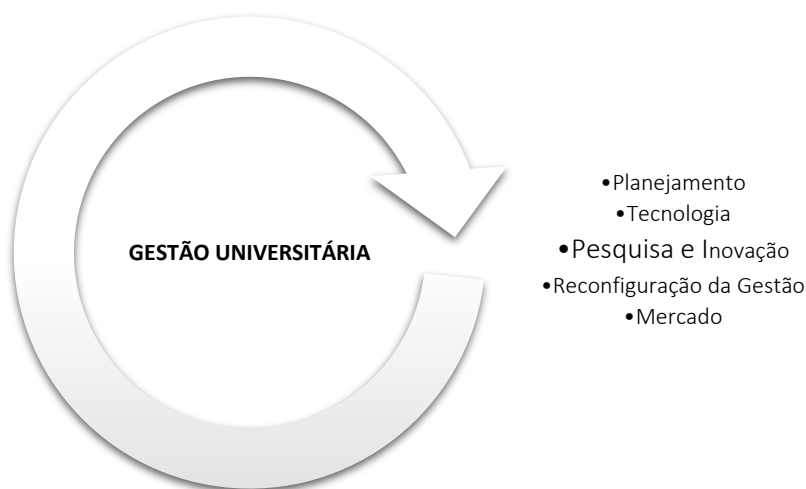 GESTÃO UNIVERSITÁRIA
•Planejamento
•Tecnologia
•Pesquisa e Inovação
•Reconfiguração da Gestão
•Mercado